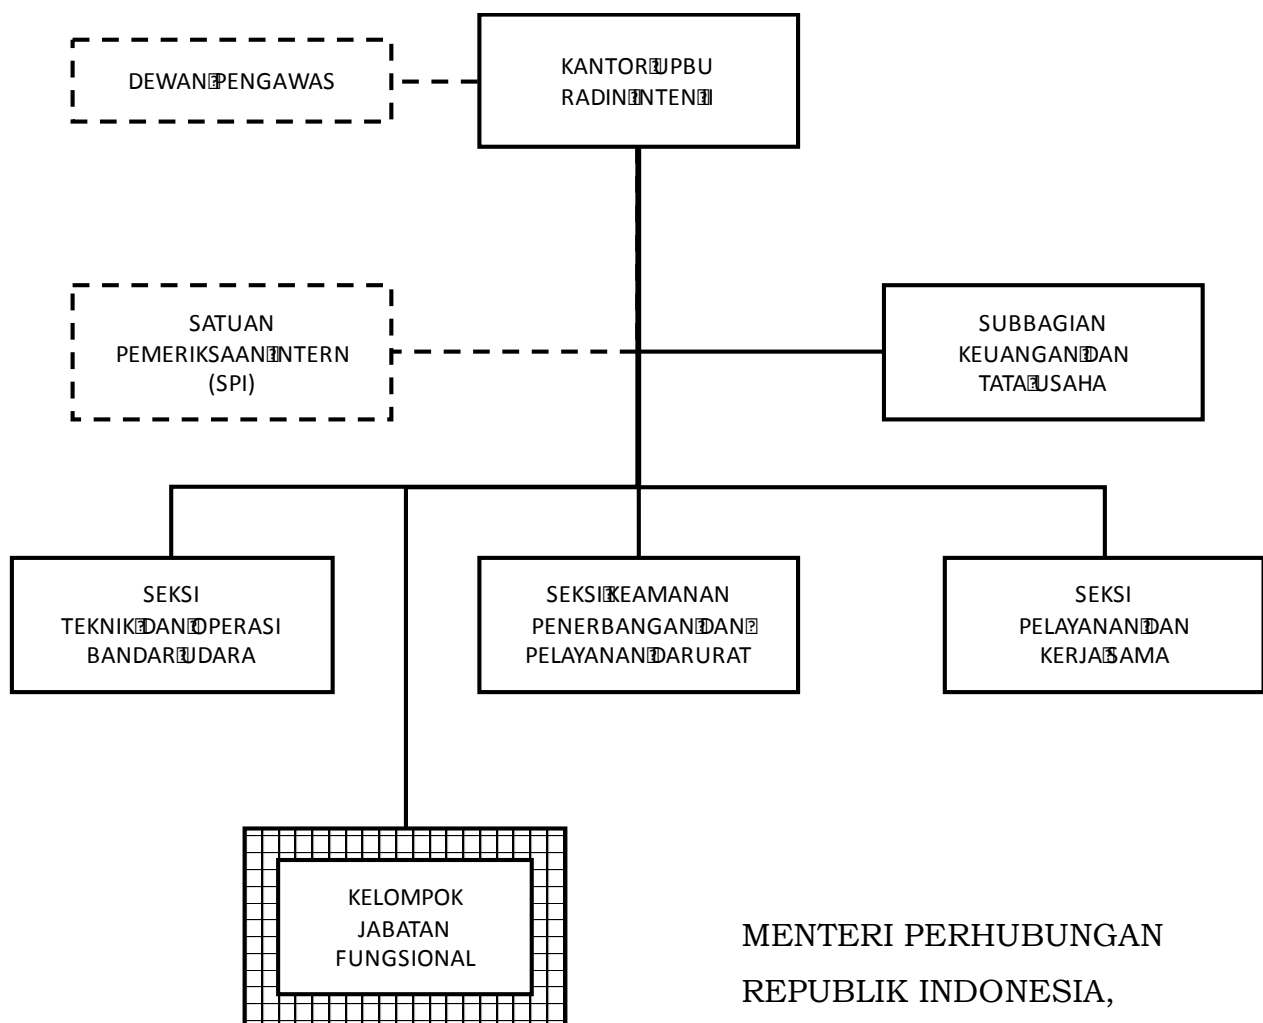 DEWAN PENGAWAS
KANTOR UPBU
RADIN INTEN II
SATUAN
PEMERIKSAAN INTERN
(SPI)
SUBBAGIAN
KEUANGAN DAN
TATA USAHA
SEKSI
TEKNIK DAN OPERASI
BANDAR UDARA
SEKSI KEAMANAN
PENERBANGAN DAN
PELAYANAN DARURAT
SEKSI
PELAYANAN DAN
KERJA SAMA
KELOMPOK
JABATAN
FUNGSIONAL
MENTERI PERHUBUNGAN
REPUBLIK INDONESIA,